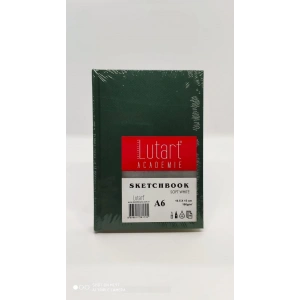 Lutart
ACADEMIE
SKETCHBOOK
SOFT WHITE
Lutart
A6